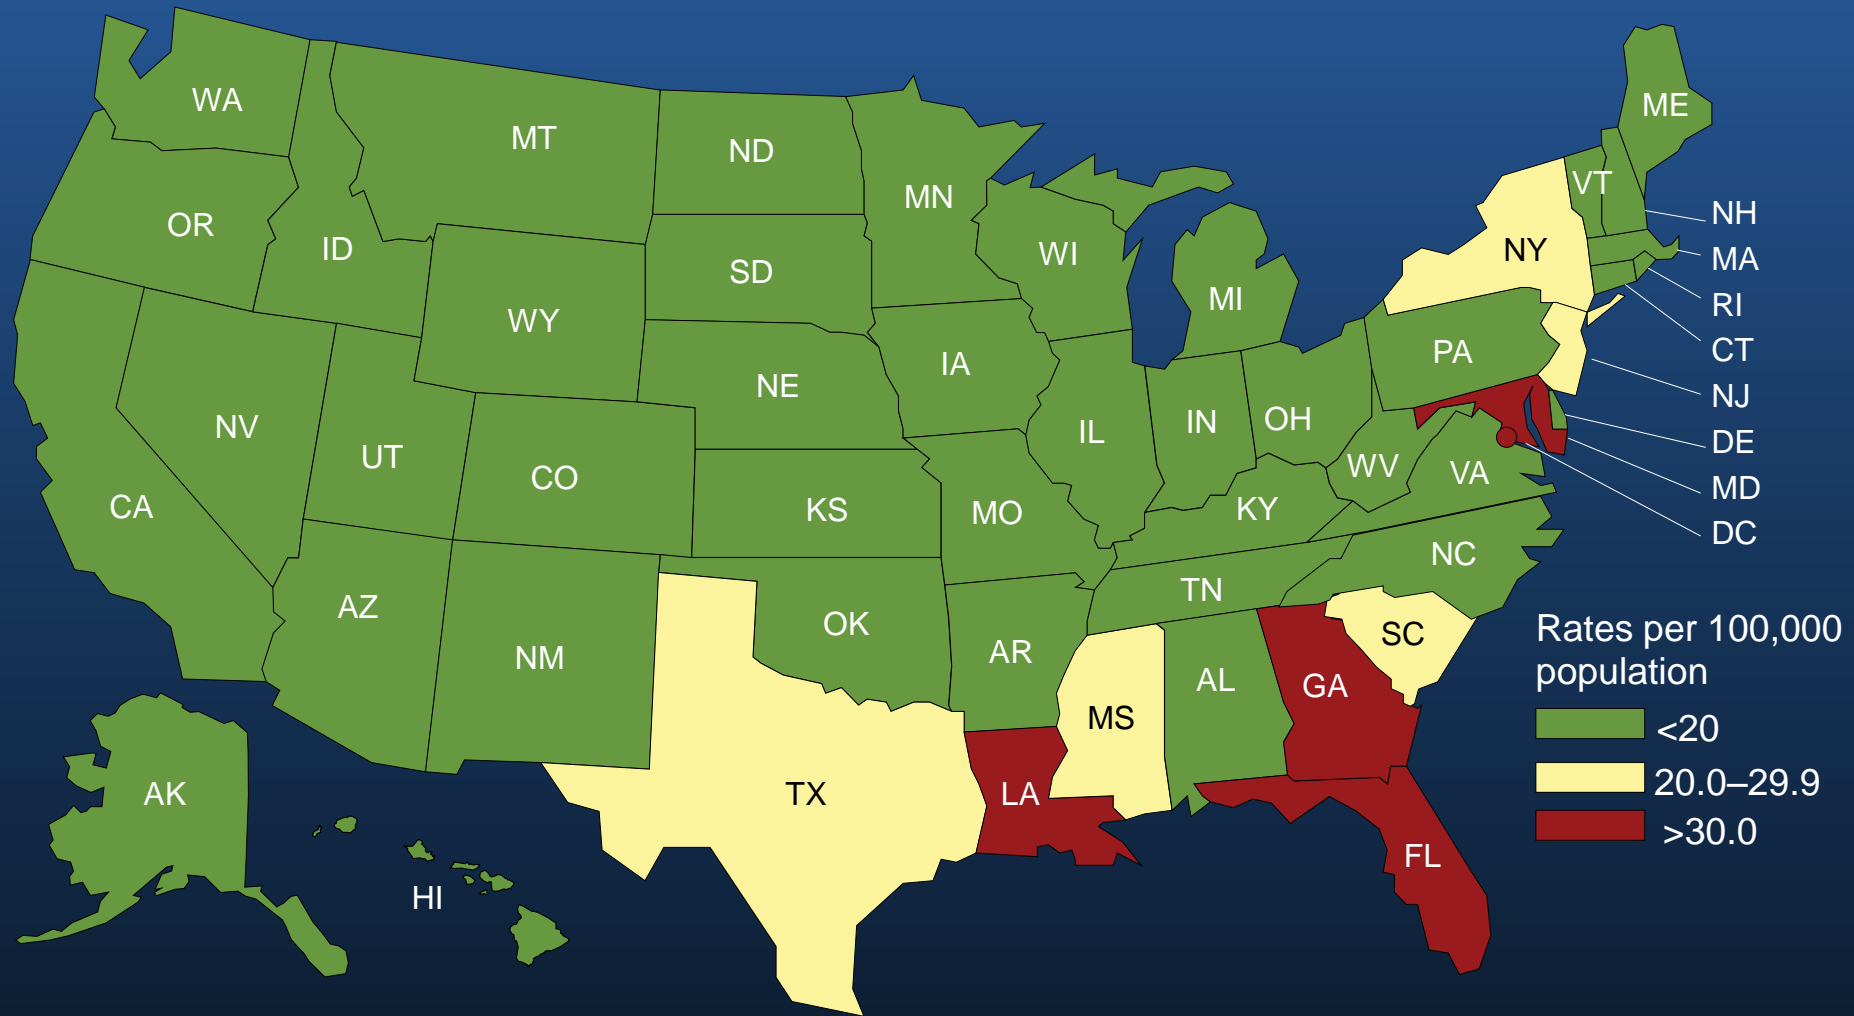 WA
MT
ND
MN
OR
ID
WY
SD
WI
MI
NY
VT
ME
NH
MA
RI
CT
NJ
DE
MD
DC
PA
IA
NE
NV
UT
CO
CA
KS
MO
IL
IN
OH
WV
VA
KY
NC
TN
SC
AZ
NM
OK
AR
MS
AL
GA
TX
LA
FL
AK
HI
Rates per 100,000
population
<20
20.0–29.9
>30.0